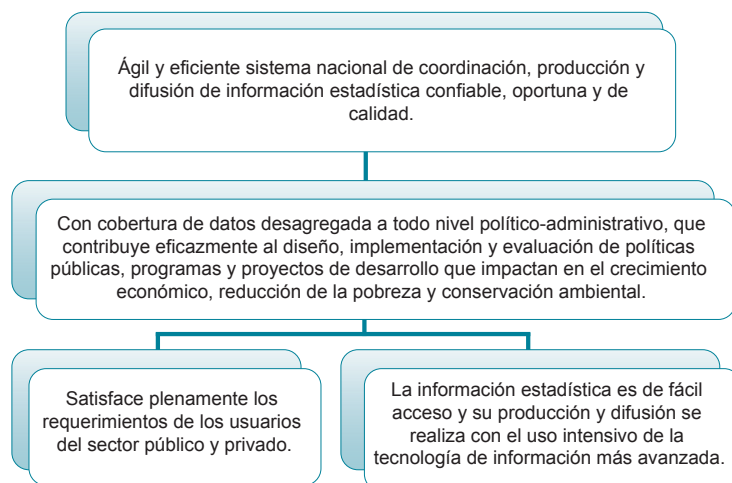 Ágil y eficiente sistema nacional de coordinación, producción y
difusión de información estadística confiable, oportuna y de
calidad.
Con cobertura de datos desagregada a todo nivel político-administrativo, que
contribuye eficazmente al diseño, implementación y evaluación de políticas
públicas, programas y proyectos de desarrollo que impactan en el crecimiento
económico, reducción de la pobreza y conservación ambiental.
Satisface plenamente los
requerimientos de los usuarios
del sector público y privado.
La información estadística es de fácil
acceso y su producción y difusión se
realiza con el uso intensivo de la
tecnología de información más avanzada.